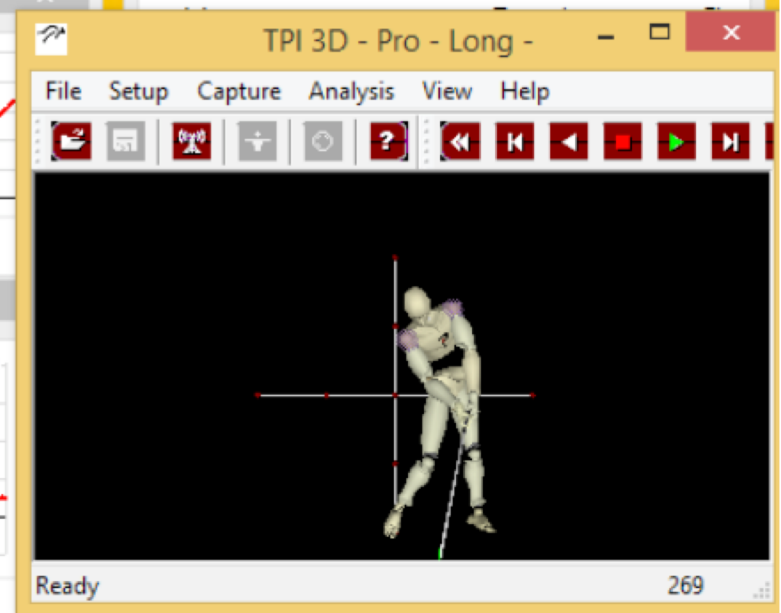 TPI 3D - Pro - Long -
File Setup Capture Analysis View Help
?
Ready 269